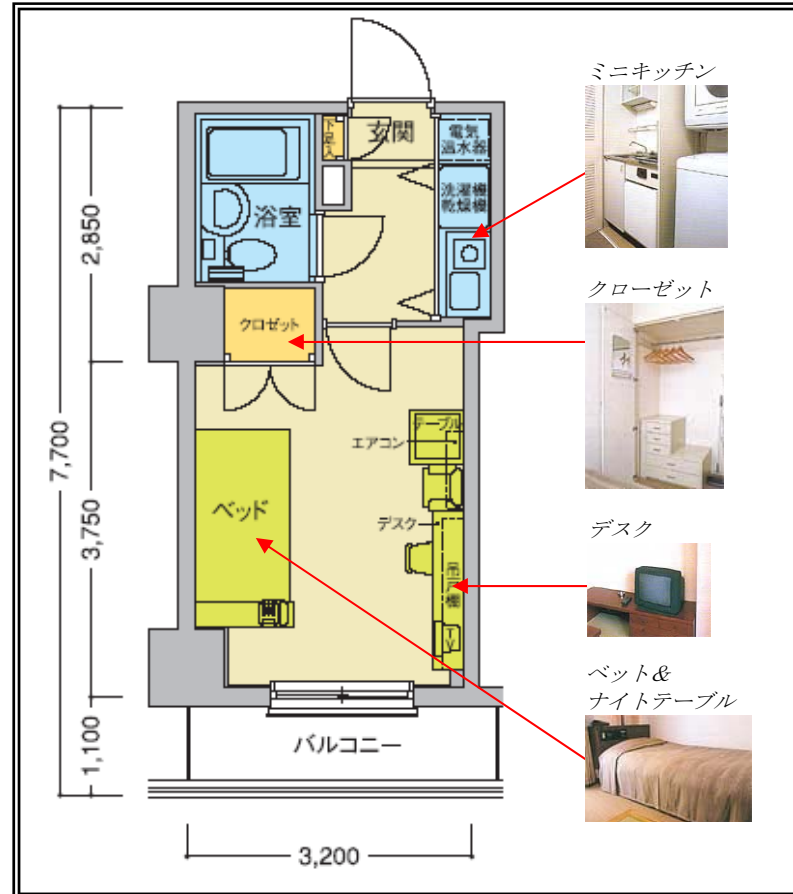 ミニキッチン
下足入
玄関
電気
温水器
洗濯機
乾燥機
浴室
2,850
クローゼット
クロゼット
テーブル
エアコン
7,700
3,750
ベッド
デスク
デスク
吊戸棚
TV
ベット&
ナイトテーブル
1,100
バルコニー
3,200